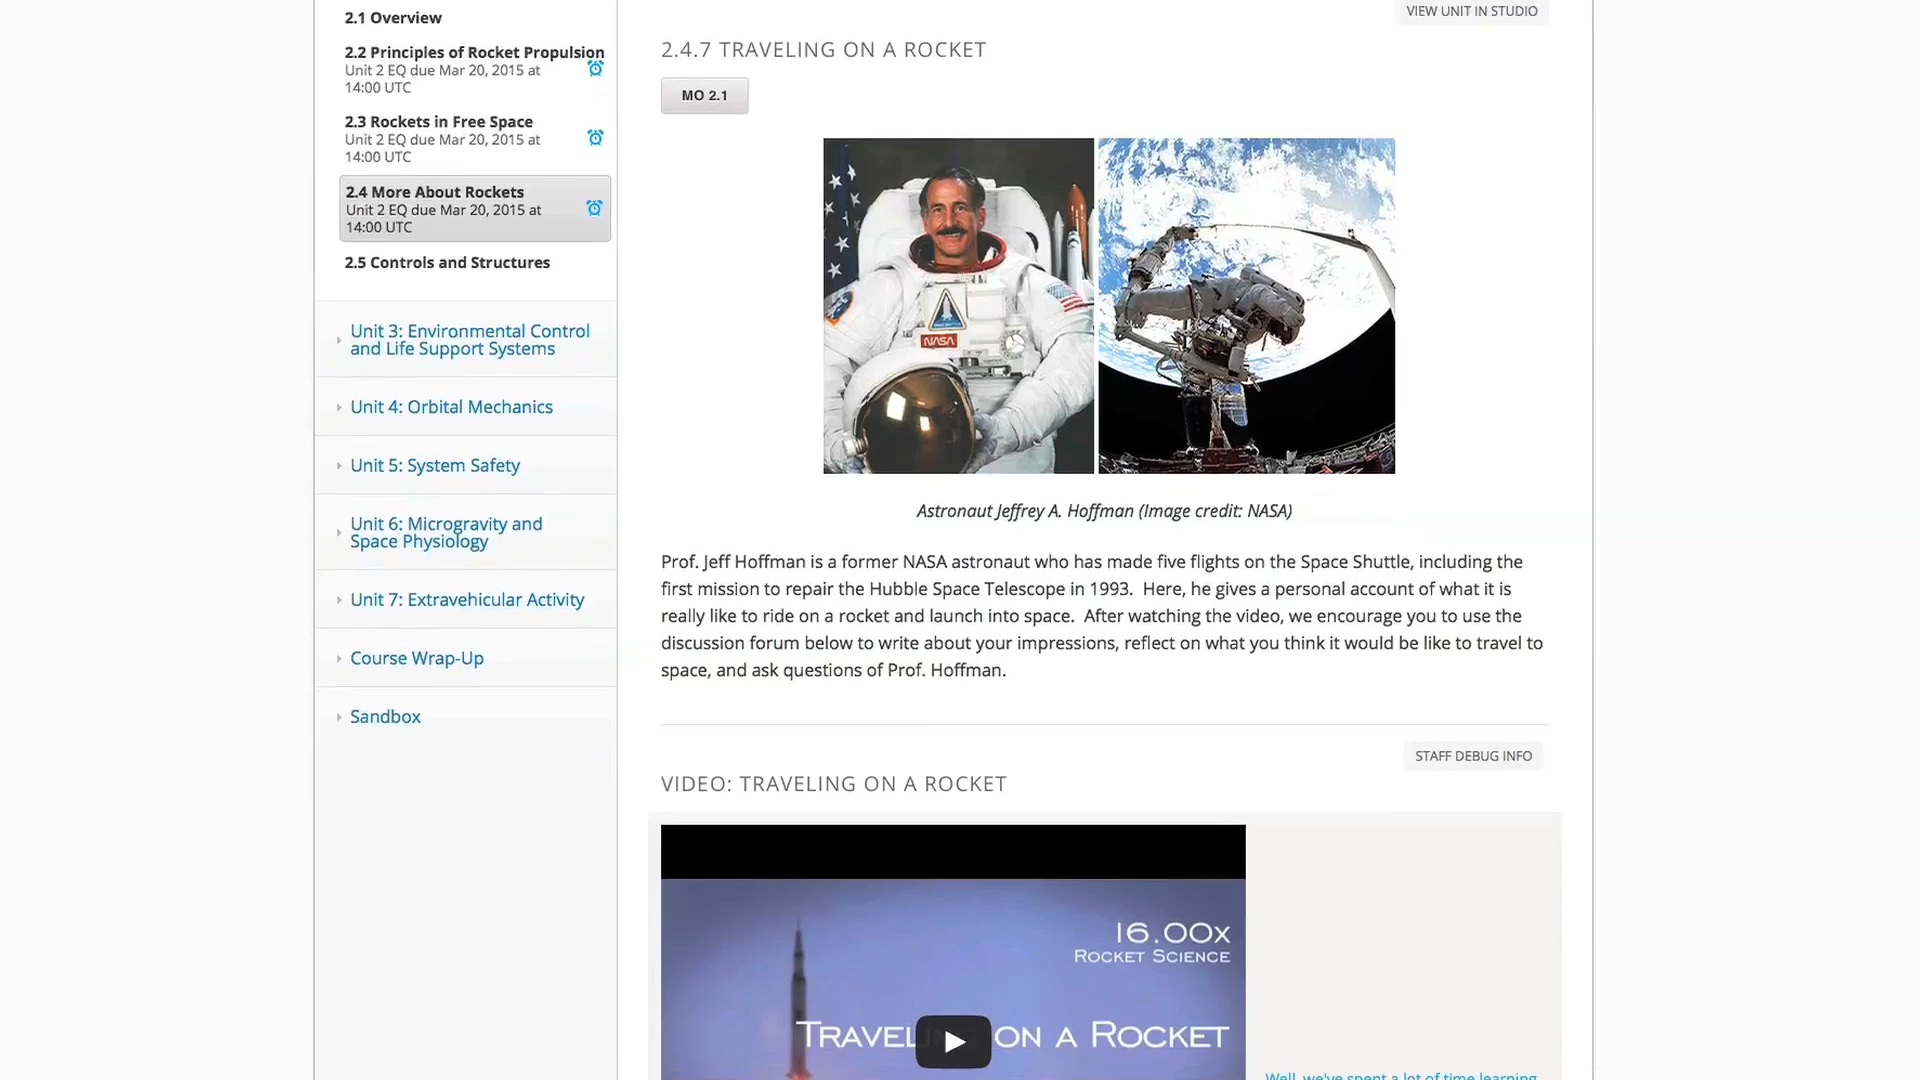 2.1 Overview
2.2 Principles of Rocket Propulsion
Unit 2 EQ due Mar 20, 2015 at
14:00 UTC
2.3 Rockets in Free Space
Unit 2 EQ due Mar 20, 2015 at
14:00 UTC
2.4 More About Rockets
Unit 2 EQ due Mar 20, 2015 at
14:00 UTC
2.5 Controls and Structures
Unit 3: Environmental Control
and Life Support Systems
Unit 4: Orbital Mechanics
Unit 5: System Safety
Unit 6: Microgravity and
Space Physiology
Unit 7: Extravehicular Activity
Course Wrap-Up
Sandbox
VIEW UNIT IN STUDIO
2.4.7 TRAVELING ON A ROCKET
MO 2.1
NASA
Astronaut Jeffrey A. Hoffman (Image credit: NASA)
Prof. Jeff Hoffman is a former NASA astronaut who has made five flights on the Space Shuttle, including the
first mission to repair the Hubble Space Telescope in 1993. Here, he gives a personal account of what it is
really like to ride on a rocket and launch into space. After watching the video, we encourage you to use the
discussion forum below to write about your impressions, reflect on what you think it would be like to travel to
space, and ask questions of Prof. Hoffman.
STAFF DEBUG INFO
VIDEO: TRAVELING ON A ROCKET
16.00x
ROCKET SCIENCE
TRAVEL ON A ROCKET
Well, we've spent a lot of time learning